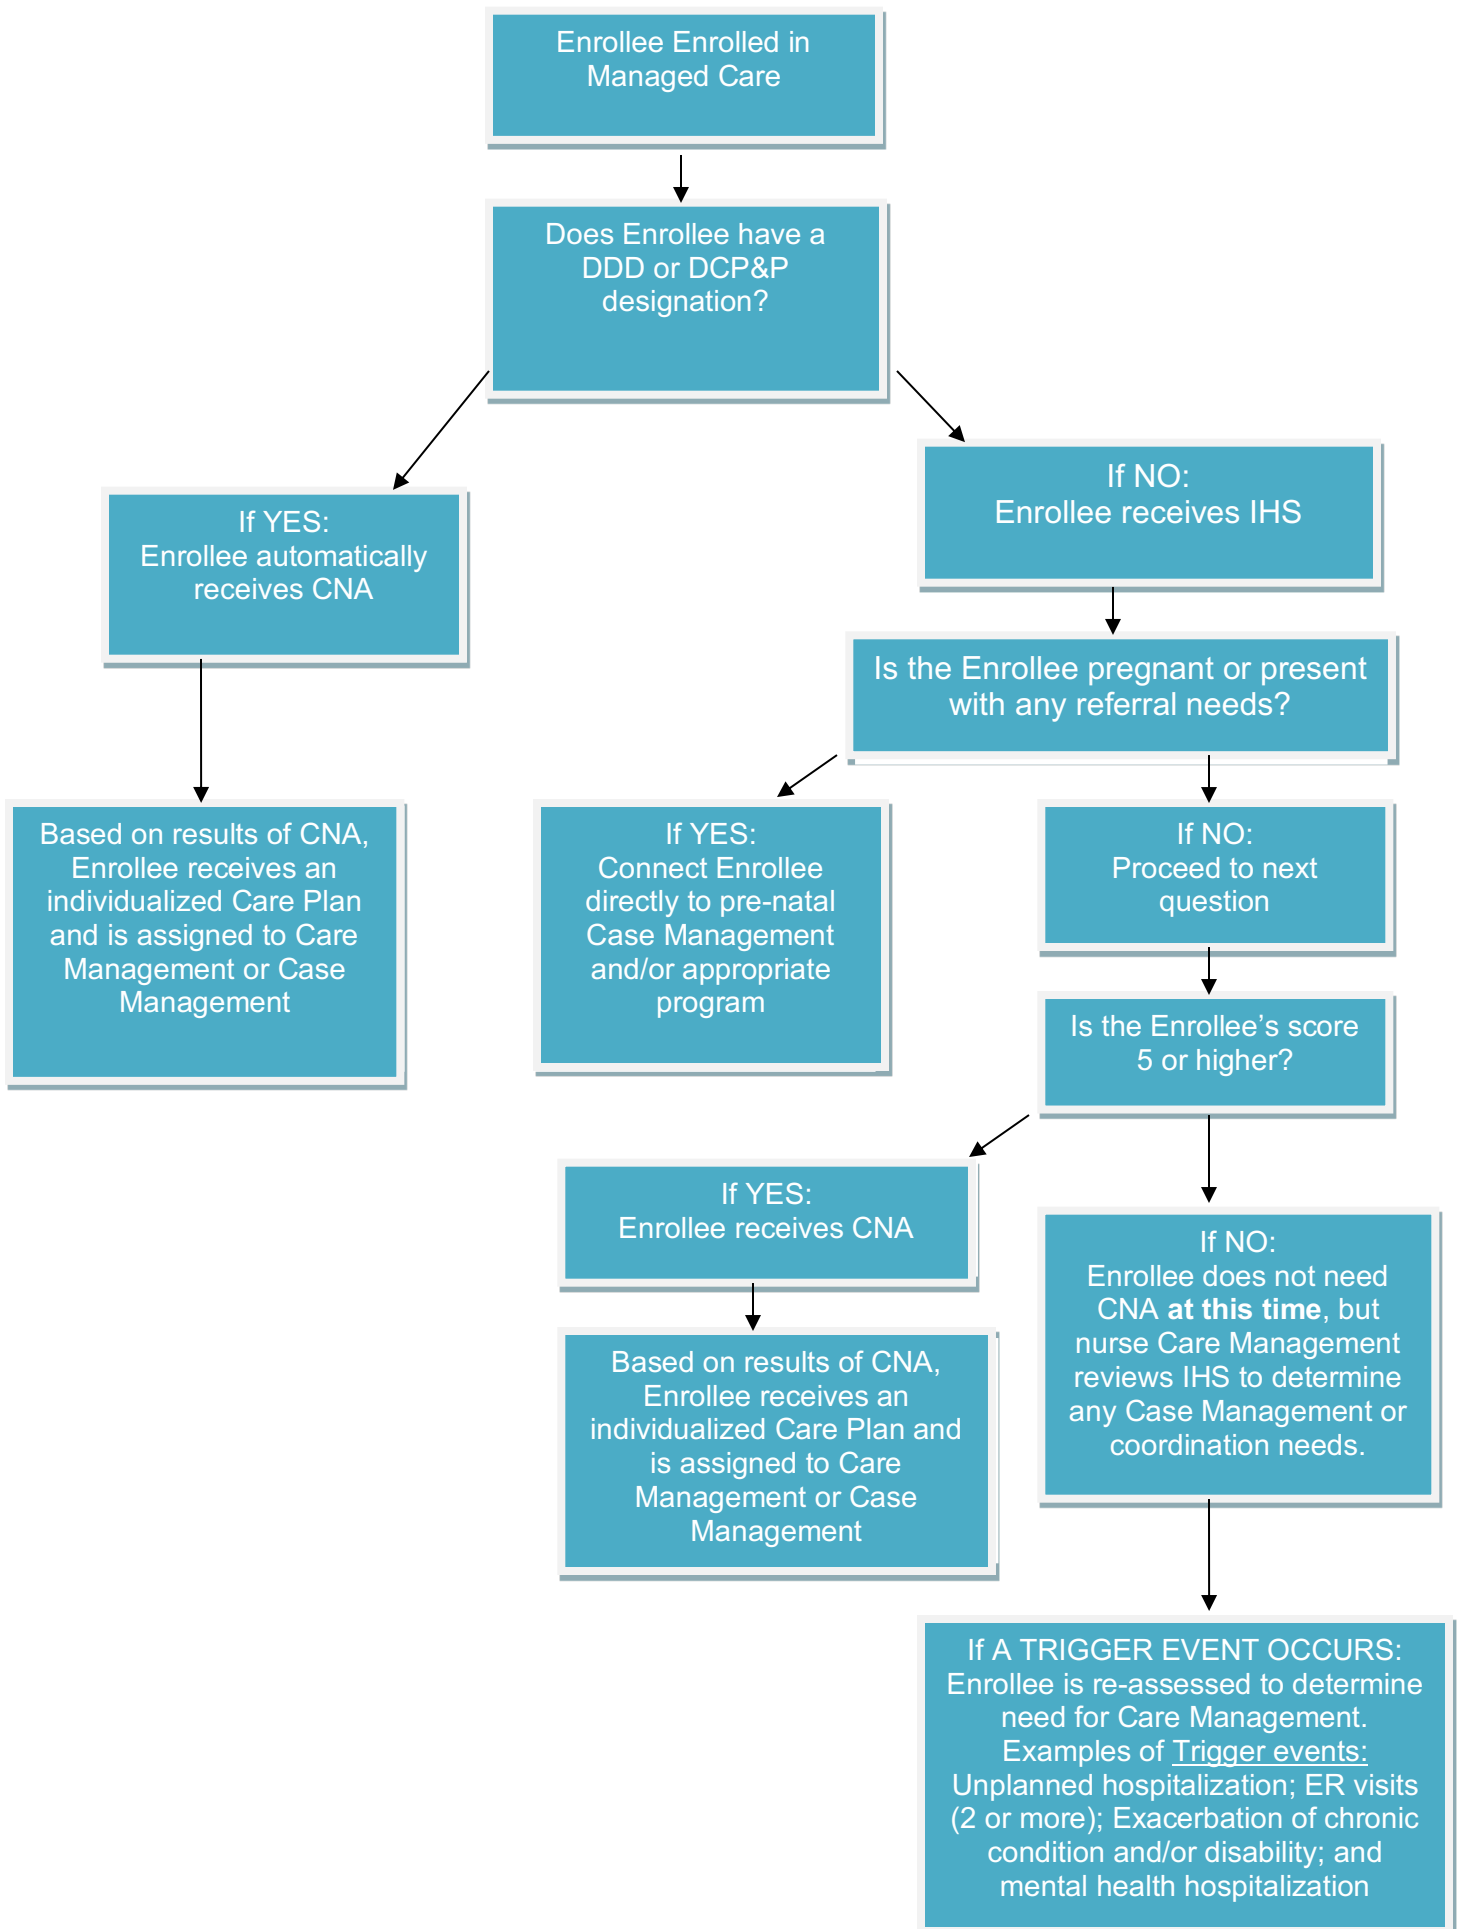 Enrollee Enrolled in
Managed Care
Does Enrollee have a
DDD or DCP&P
designation?
If YES:
Enrollee automatically
receives CNA
If NO:
Enrollee receives IHS
Is the Enrollee pregnant or present
with any referral needs?
Based on results of CNA,
Enrollee receives an
individualized Care Plan
and is assigned to Care
Management or Case
Management
If YES:
Connect Enrollee
directly to pre-natal
Case Management
and/or appropriate
program
If NO:
Proceed to next
question
Is the Enrollee’s score
5 or higher?
If YES:
Enrollee receives CNA
If NO:
Enrollee does not need
CNA at this time, but
nurse Care Management
reviews IHS to determine
any Case Management or
coordination needs.
Based on results of CNA,
Enrollee receives an
individualized Care Plan and
is assigned to Care
Management or Case
Management
If A TRIGGER EVENT OCCURS:
Enrollee is re-assessed to determine
need for Care Management.
Examples of Trigger events:
Unplanned hospitalization; ER visits
(2 or more); Exacerbation of chronic
condition and/or disability; and
mental health hospitalization